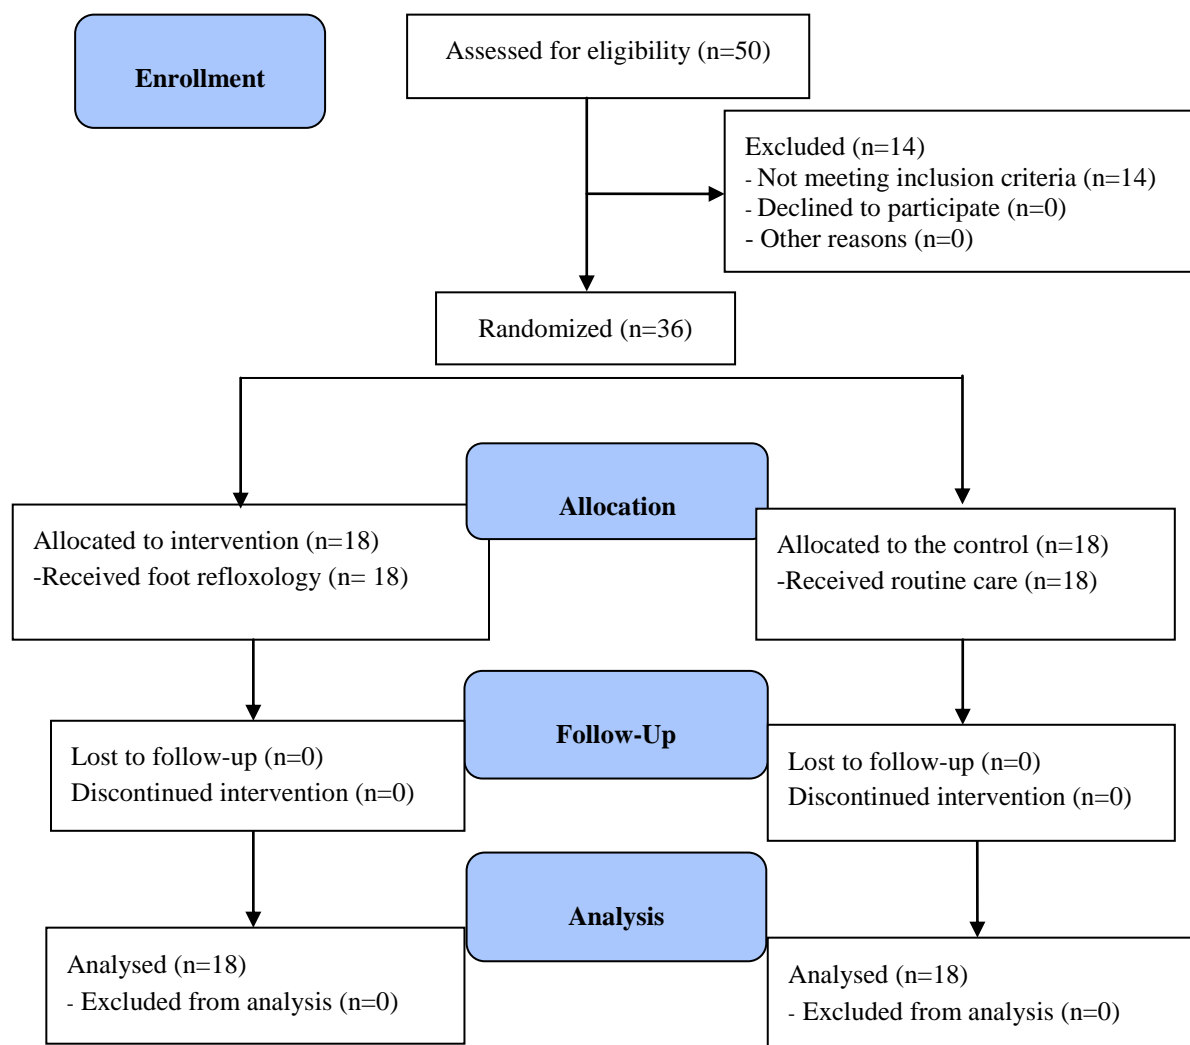 Enrollment
Assessed for eligibility (n=50)
Excluded (n=14)
- Not meeting inclusion criteria (n=14)
- Declined to participate (n=0)
- Other reasons (n=0)
Randomized (n=36)
Allocation
Allocated to intervention (n=18)
-Received foot refloxology (n= 18)
Allocated to the control (n=18)
-Received routine care (n=18)
Follow-Up
Lost to follow-up (n=0)
Discontinued intervention (n=0)
Lost to follow-up (n=0)
Discontinued intervention (n=0)
Analysis
Analysed (n=18)
- Excluded from analysis (n=0)
Analysed (n=18)
- Excluded from analysis (n=0)